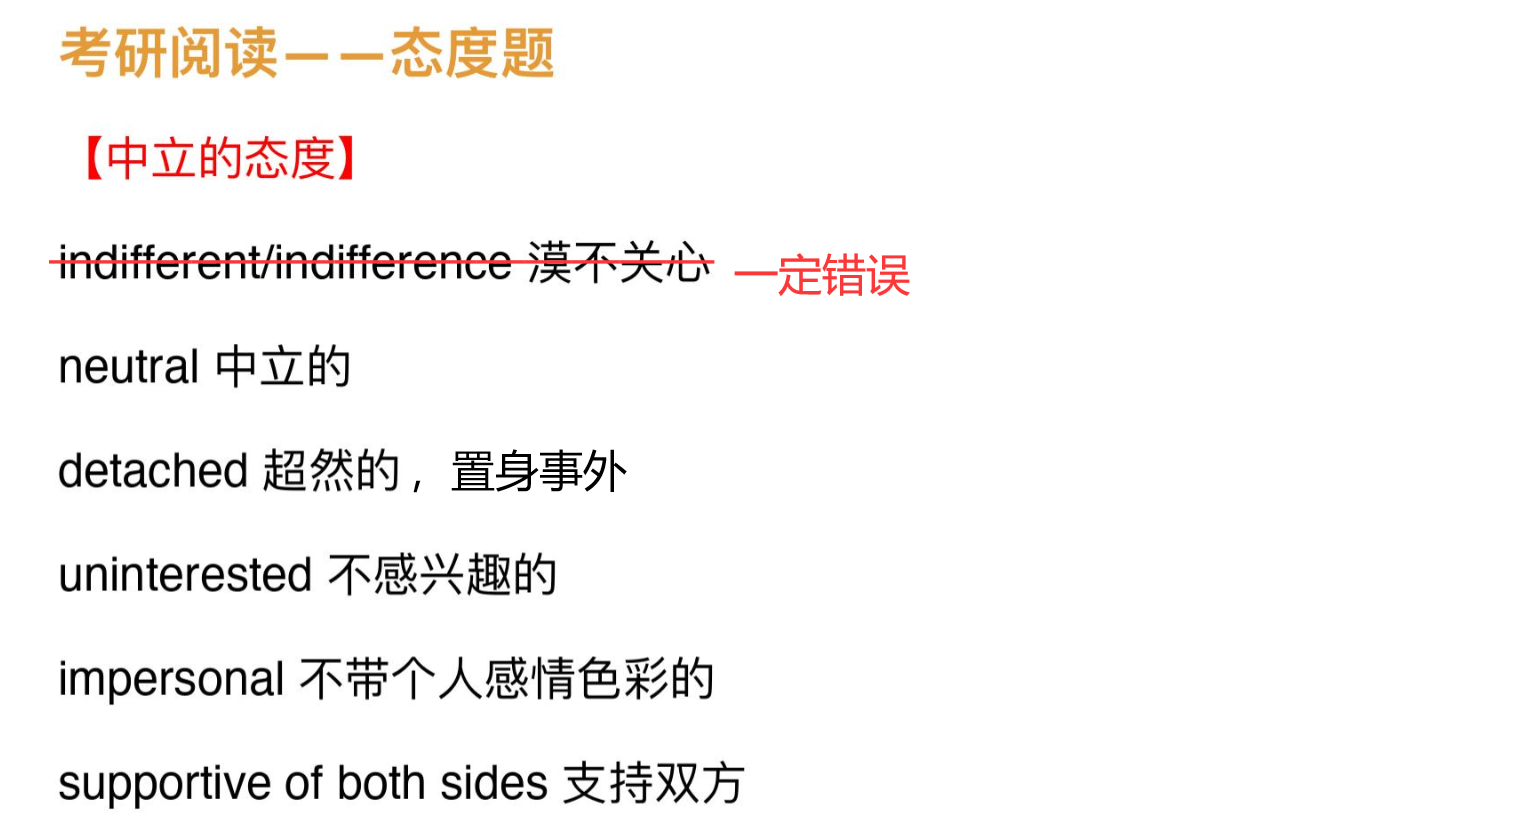 考研阅读——态度题
【中立的态度】
indifferent/indifference 漠不关心 一定错误
neutral 中立的
detached 超然的，置身事外
uninterested 不感兴趣的
impersonal 不带个人感情色彩的
supportive of both sides 支持双方